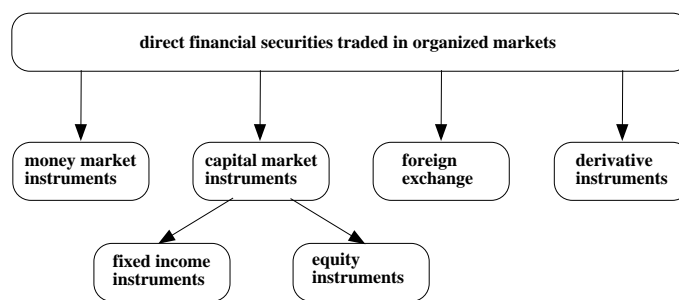 direct financial securities traded in organized markets
money market
instruments
capital market
instruments
foreign
exchange
derivative
instruments
fixed income
instruments
equity
instruments